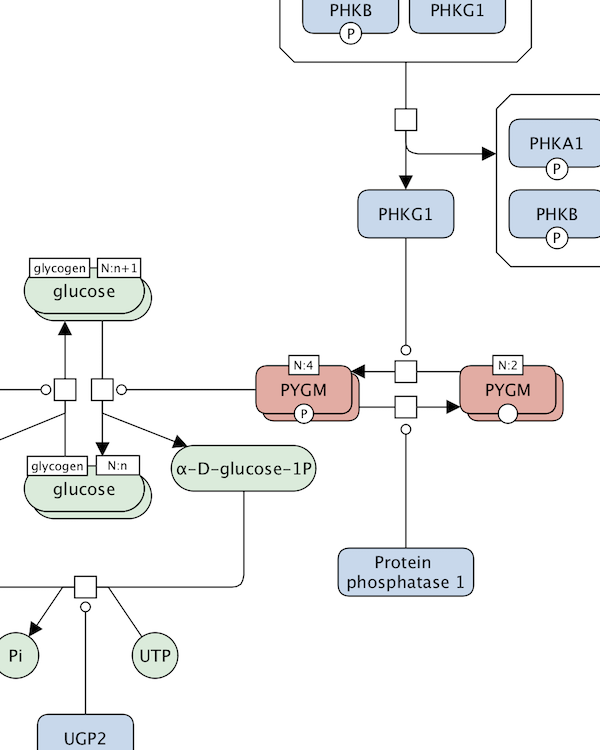 PHKB
PHKG1
P
PHKA1
P
PHKG1
PHKB
P
glycogen
N:n+1
glucose
N:4
PYGM
P
N:2
PYGM
glycogen
N:n
glucose
α-D-glucose-1P
Protein
phosphatase 1
Pi
UTP
UGP2